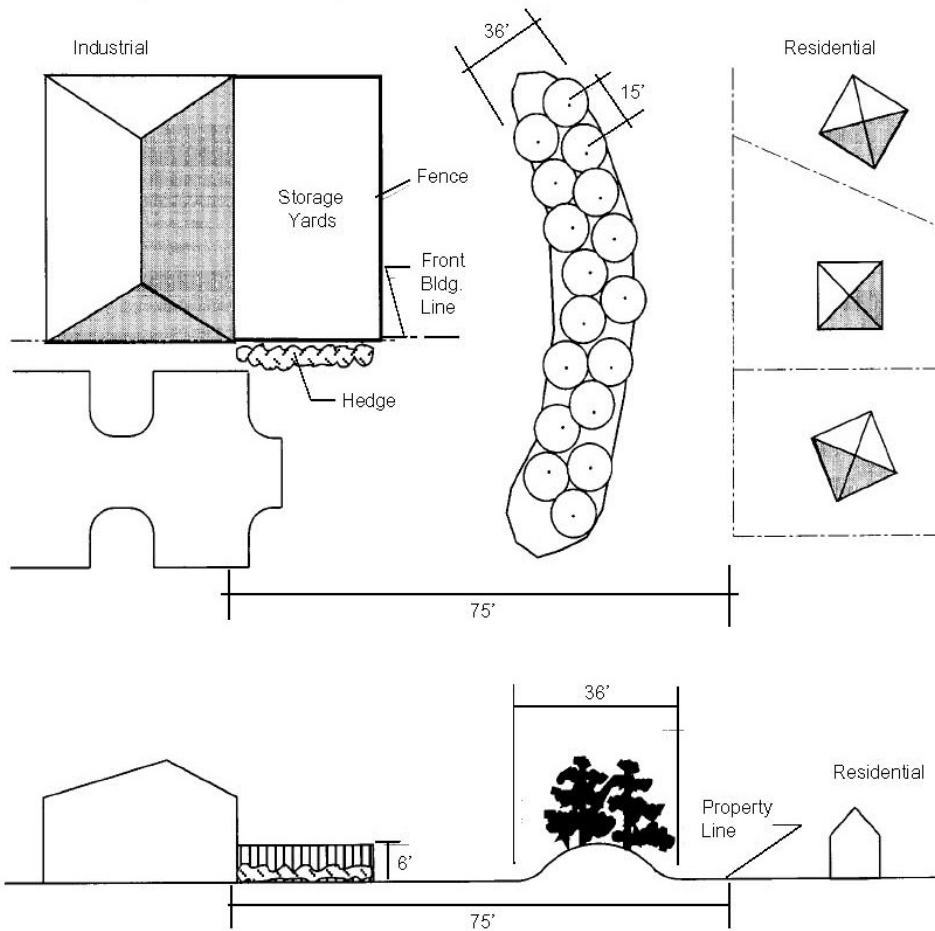 36’
Industrial
Residential
15’
Fence
Storage
Yards
Front
Bldg.
Line
Hedge
75’
36’
Residential
Property
Line
6’
75’